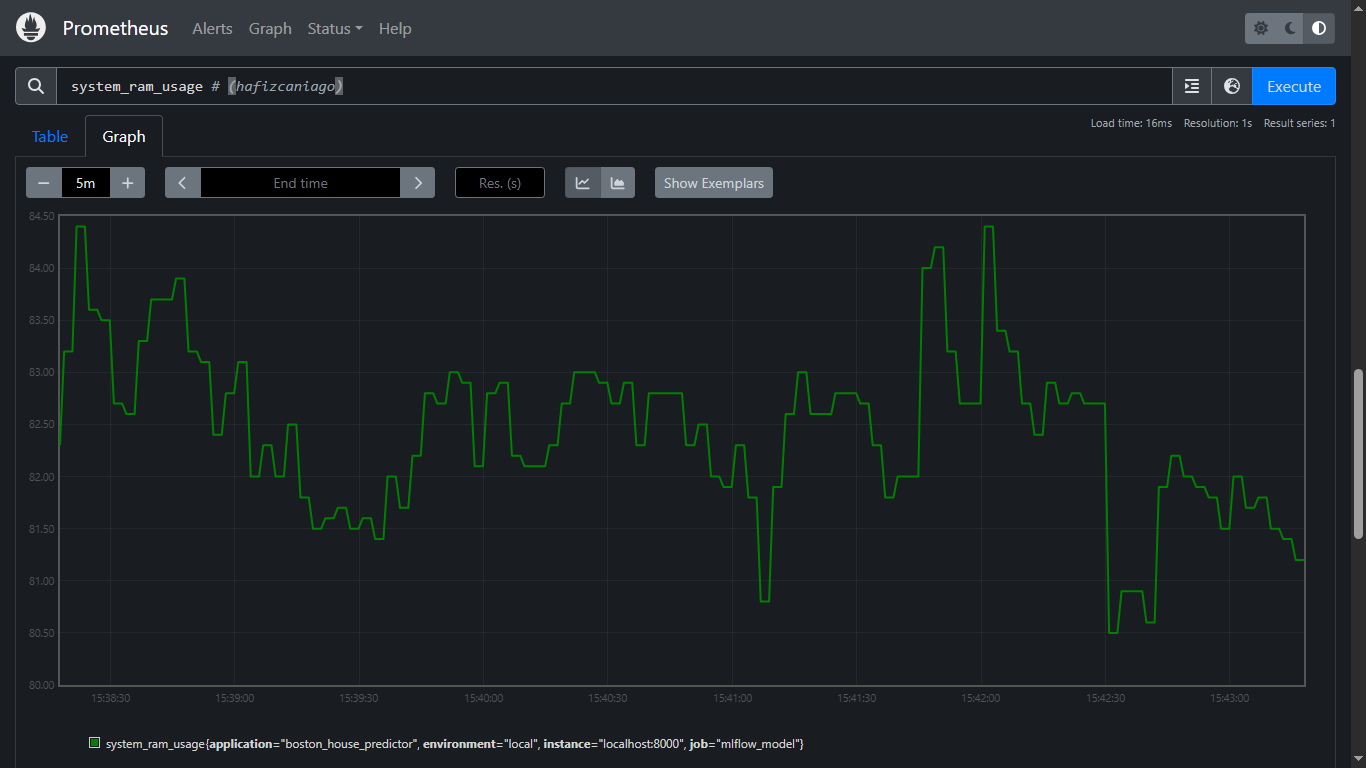 Prometheus Alerts Graph Status Help
system_ram_usage # (hafizcaniago) Execute
Load time: 16ms Resolution: 1s Result series: 1
Table Graph
− 5m + End time Res. (s) Show Exemplars
84.50
84.00
83.50
83.00
82.50
82.00
81.50
81.00
80.50
80.00
15:38:30 15:39:00 15:39:30 15:40:00 15:40:30 15:41:00 15:41:30 15:42:00 15:42:30 15:43:00
system_ram_usage{application="boston_house_predictor", environment="local", instance="localhost:8000", job="mlflow_model"}